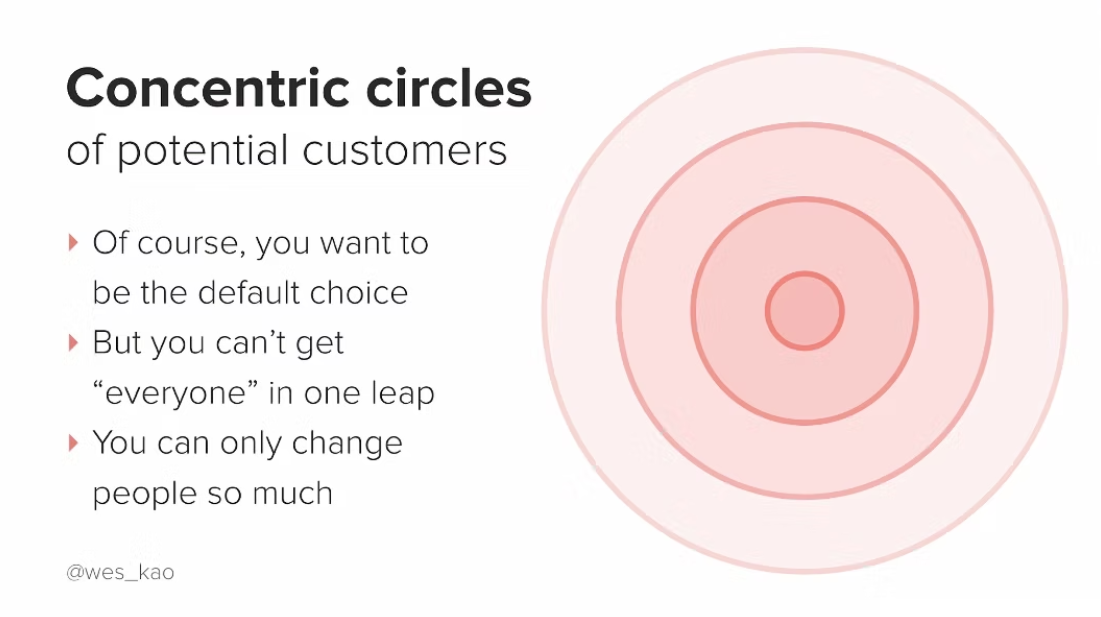 Concentric circles
of potential customers
Of course, you want to
be the default choice
But you can’t get
“everyone” in one leap
You can only change
people so much
@wes_kao